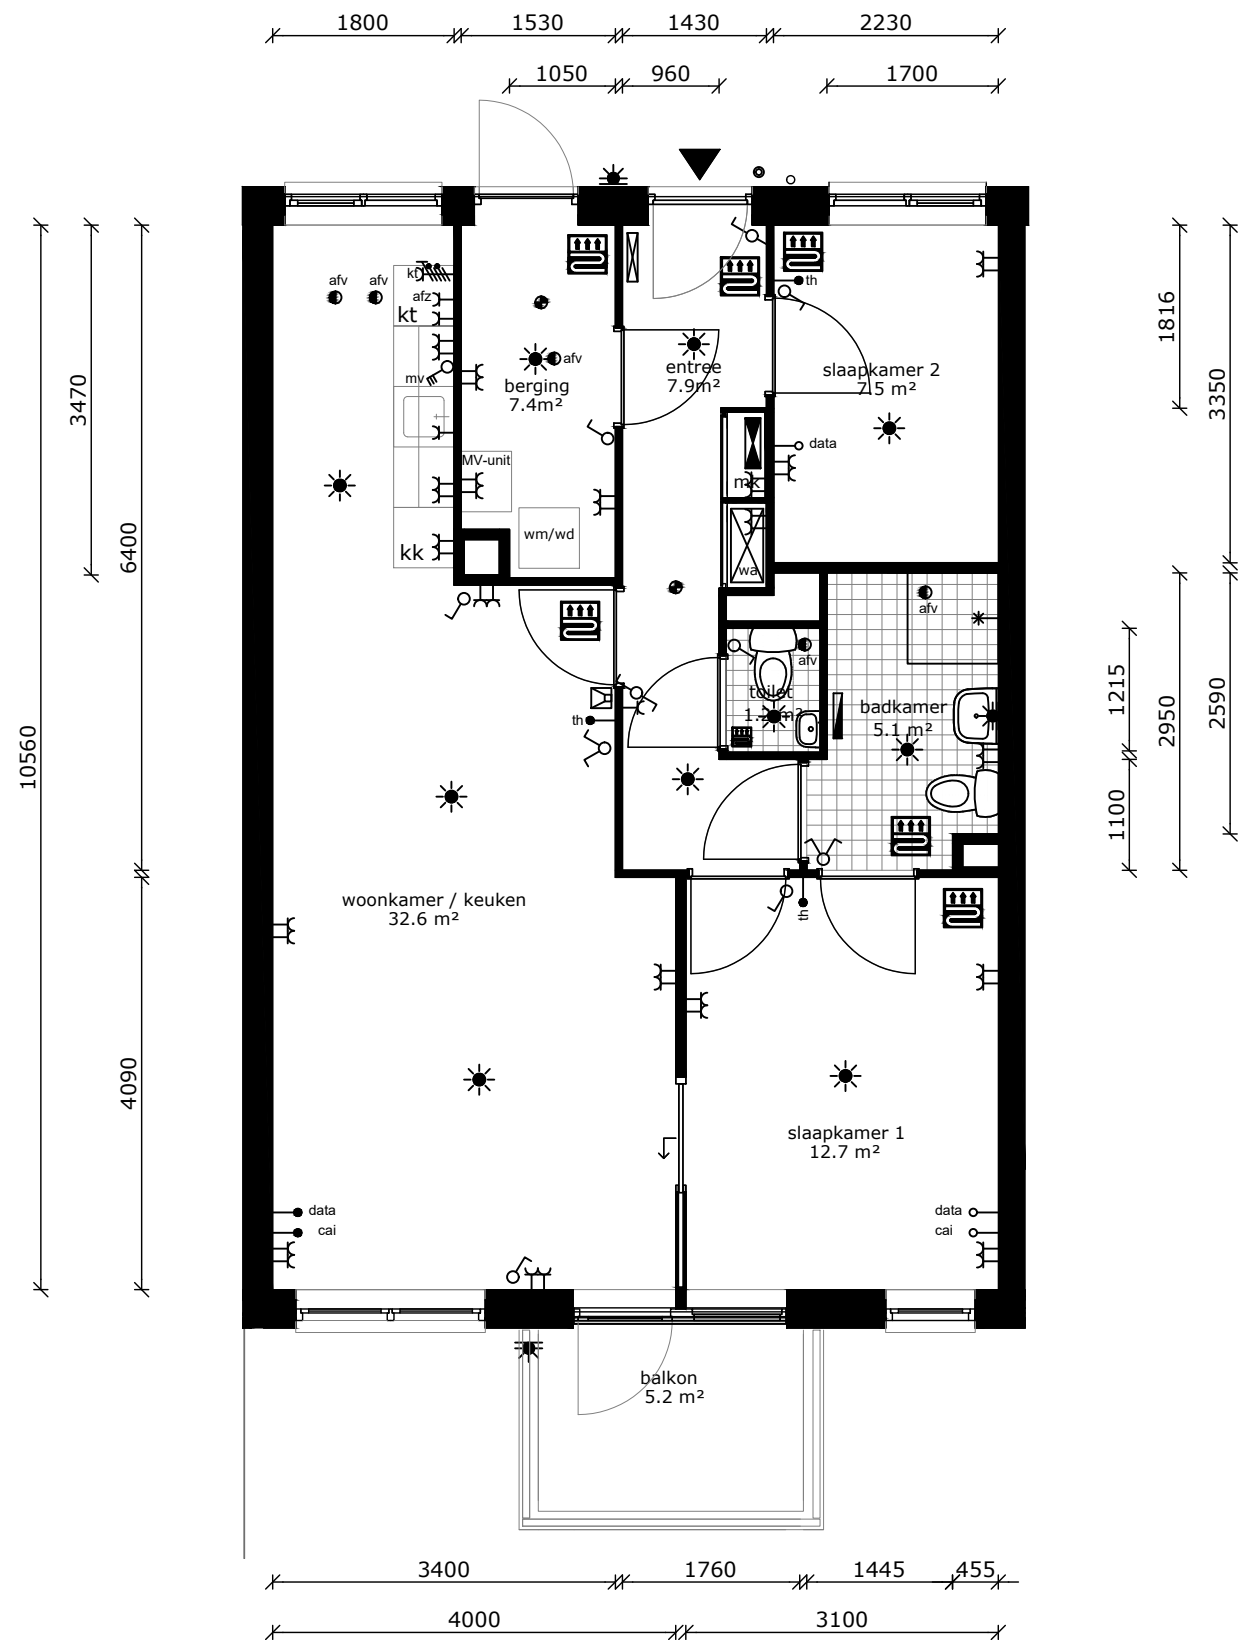 1800 1530 1430 2230
1050 960 1700
kt
afv afv
afz
kt
mv
th
afv
berging
7.4m²
entree
7.9m²
slaapkamer 2
7.5 m²
data
MV-unit
mk
wm/wd
kk
wa
afv
afv
toilet
1.2 m²
badkamer
5.1 m²
th
woonkamer / keuken
32.6 m²
th
slaapkamer 1
12.7 m²
data
cai
data
cai
balkon
5.2 m²
10560
3470
6400
4090
1816
3350
1215
2950
2590
1100
3400 1760 1445 455
4000 3100